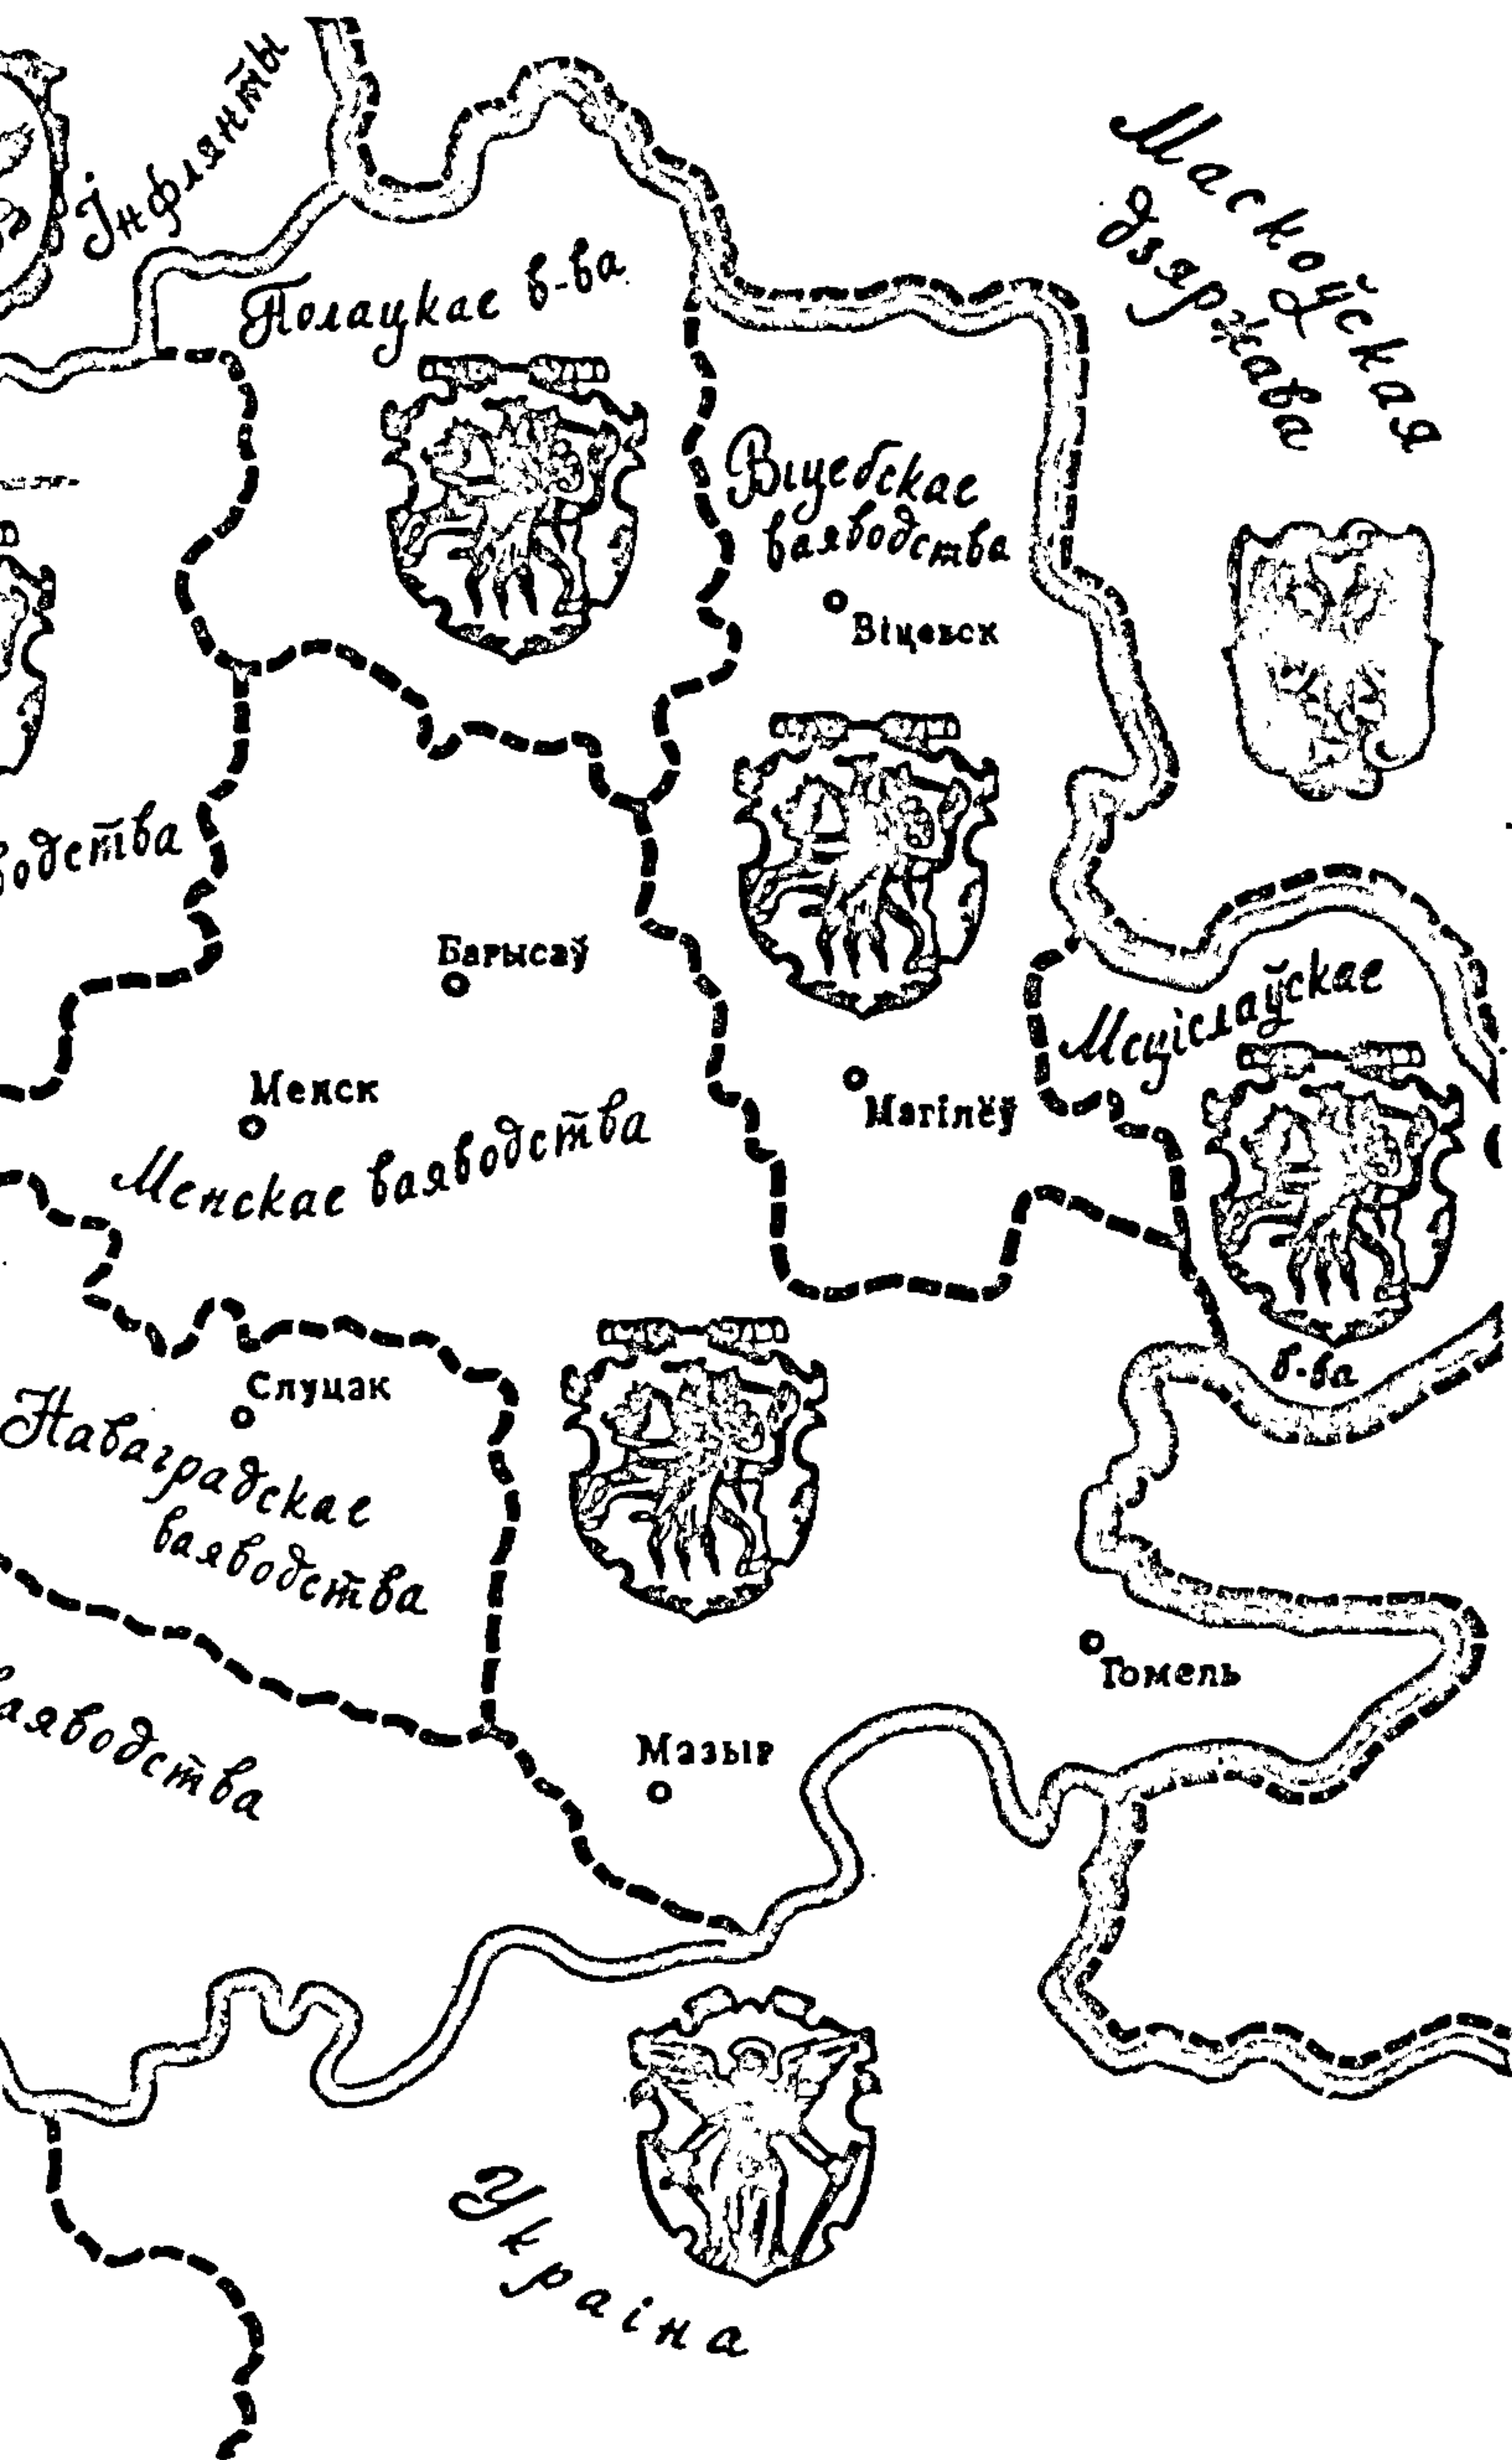 Інфлянты
Маскоўская
дзяржава
Полацкае в-ва
Віцебскае
ваяводства
Віцебск
водства
Барысаў
Мсціслаўскае
в-ва
Менск
Магілёў
Менскае ваяводства
Слуцак
Наваградскае
ваяводства
Гомель
ваяводства
Мазыр
Украіна